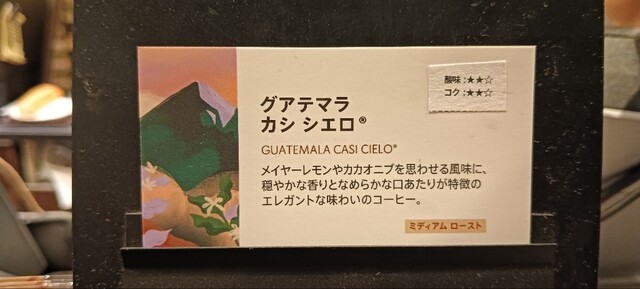 グアテマラ
カシ シエロ®
GUATEMALA CASI CIELO®
メイヤーレモンやカカオニブを思わせる風味に、
穏やかな香りとなめらかな口あたりが特徴の
エレガントな味わいのコーヒー。
ミディアム ロースト
酸味 : ★★☆
コク : ★★☆